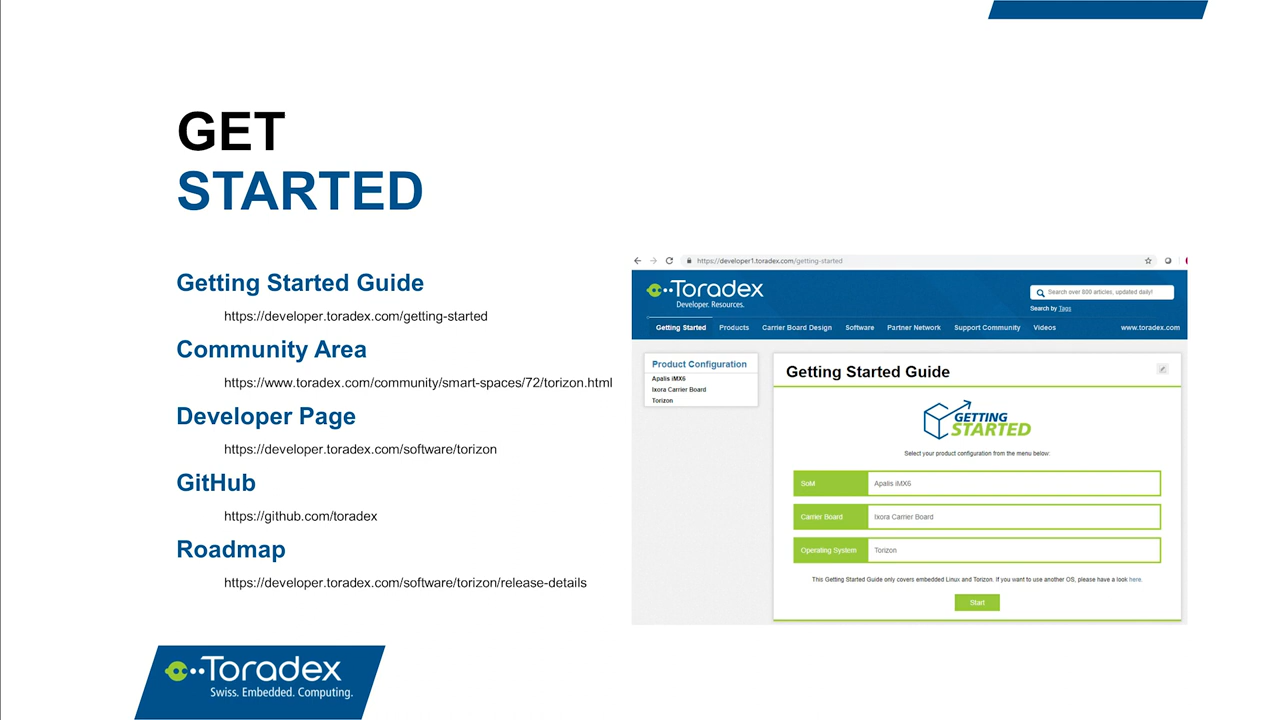 GET
STARTED
Getting Started Guide
https://developer.toradex.com/getting-started
Community Area
https://www.toradex.com/community/smart-spaces/72/torizon.html
Developer Page
https://developer.toradex.com/software/torizon
GitHub
https://github.com/toradex
Roadmap
https://developer.toradex.com/software/torizon/release-details
https://developer1.toradex.com/getting-started
Toradex
Developer. Resources.
Search over 800 articles, updated daily!
Search by Tags
Getting Started Products Carrier Board Design Software Partner Network Support Community Videos www.toradex.com
Product Configuration
Apalis iMX6
Ixora Carrier Board
Torizon
Getting Started Guide
GETTING
STARTED
Select your product configuration from the menu below:
SoM Apalis iMX6
Carrier Board Ixora Carrier Board
Operating System Torizon
This Getting Started Guide only covers embedded Linux and Torizon. If you want to use another OS, please have a look here.
Start
Toradex
Swiss. Embedded. Computing.